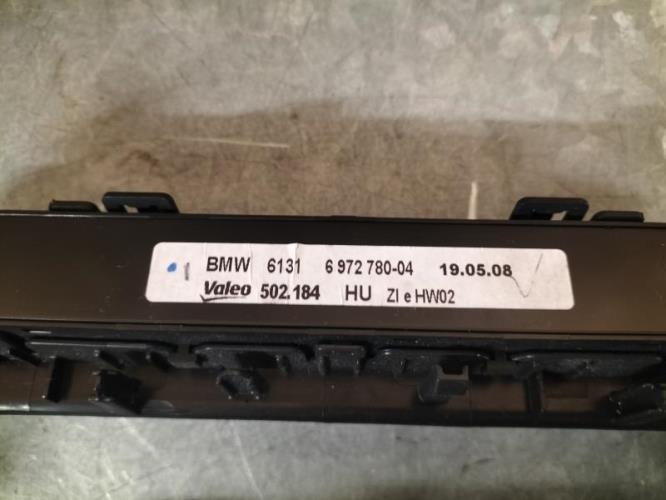 BMW 6131 6 972 780-04 19.05.08
Valeo 502.184 HU ZI e HW02